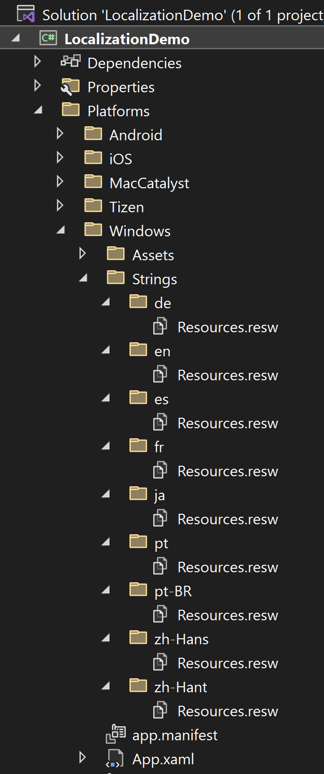 Solution 'LocalizationDemo' (1 of 1 project
C# LocalizationDemo
Dependencies
Properties
Platforms
Android
iOS
MacCatalyst
Tizen
Windows
Assets
Strings
de
Resources.resw
en
Resources.resw
es
Resources.resw
fr
Resources.resw
ja
Resources.resw
pt
Resources.resw
pt-BR
Resources.resw
zh-Hans
Resources.resw
zh-Hant
Resources.resw
app.manifest
App.xaml